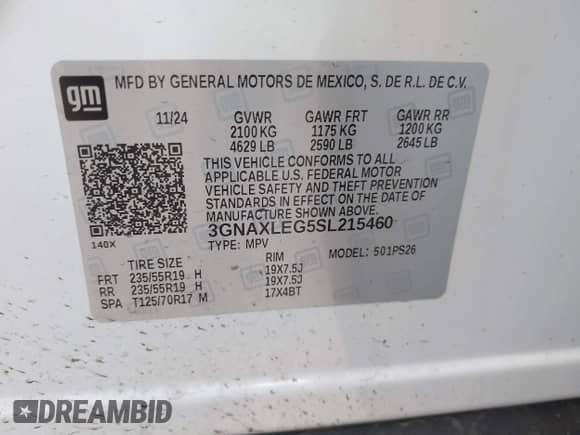 gm
MFD BY GENERAL MOTORS DE MEXICO, S. DE R.L. DE C.V.
11/24 GVWR GAWR FRT GAWR RR
2100 KG 1175 KG 1200 KG
4629 LB 2590 LB 2645 LB
THIS VEHICLE CONFORMS TO ALL
APPLICABLE U.S. FEDERAL MOTOR
VEHICLE SAFETY AND THEFT PREVENTION
STANDARDS IN EFFECT ON THE DATE OF
MANUFACTURE SHOWN ABOVE.
3GNAXLEG5SL215460
140X TYPE: MPV MODEL: 501PS26
TIRE SIZE RIM
FRT 235/55R19 H 19X7.5J
RR 235/55R19 H 19X7.5J
SPA T125/70R17 M 17X4BT
DREAMBID